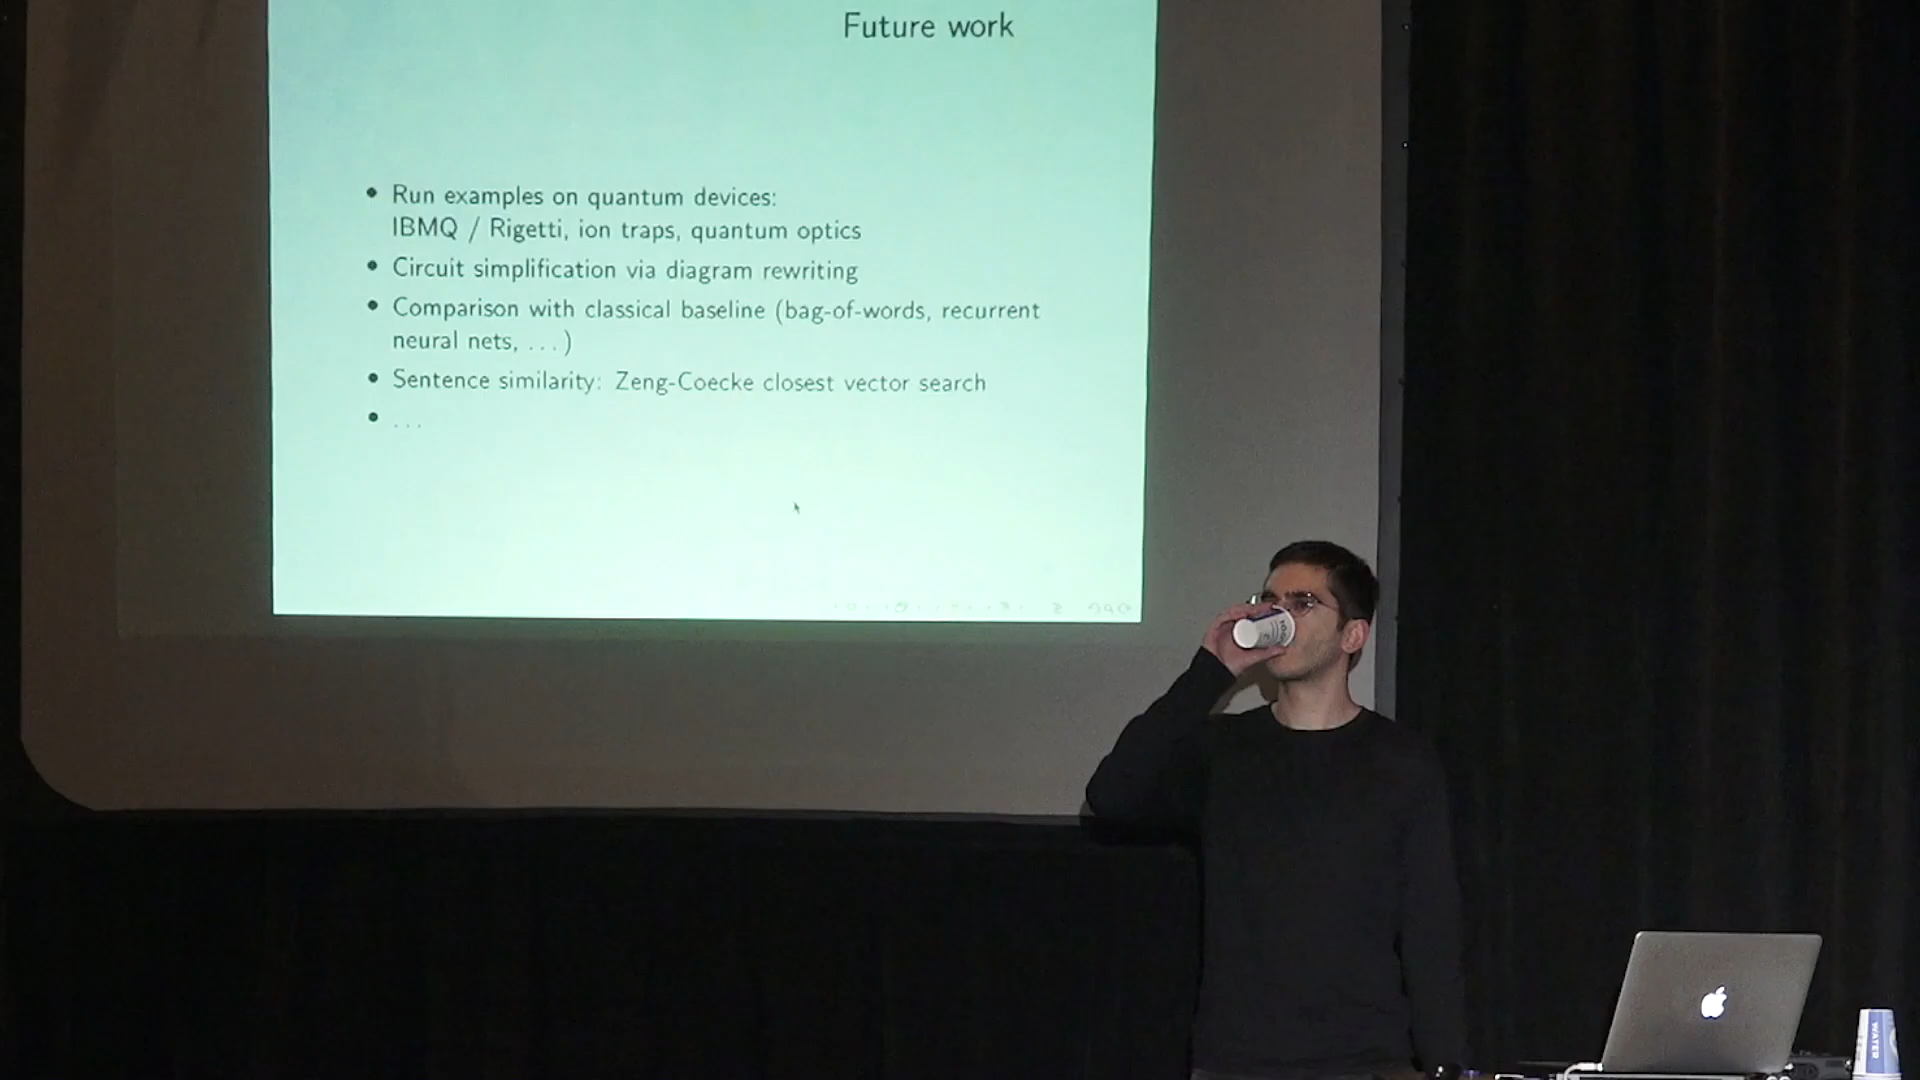 Future work
• Run examples on quantum devices:
IBMQ / Rigetti, ion traps, quantum optics
• Circuit simplification via diagram rewriting
• Comparison with classical baseline (bag-of-words, recurrent
neural nets, . . . )
• Sentence similarity: Zeng-Coecke closest vector search
• . . .
WATER